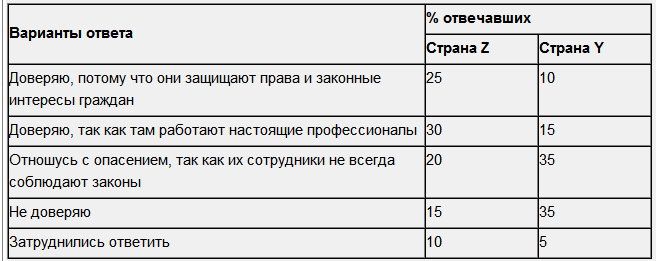 Варианты ответа
% отвечавших
Страна Z
Страна Y
Доверяю, потому что они защищают права и законные
интересы граждан
25
10
Доверяю, так как там работают настоящие профессионалы
30
15
Отношусь с опасением, так как их сотрудники не всегда
соблюдают законы
20
35
Не доверяю
15
35
Затруднились ответить
10
5